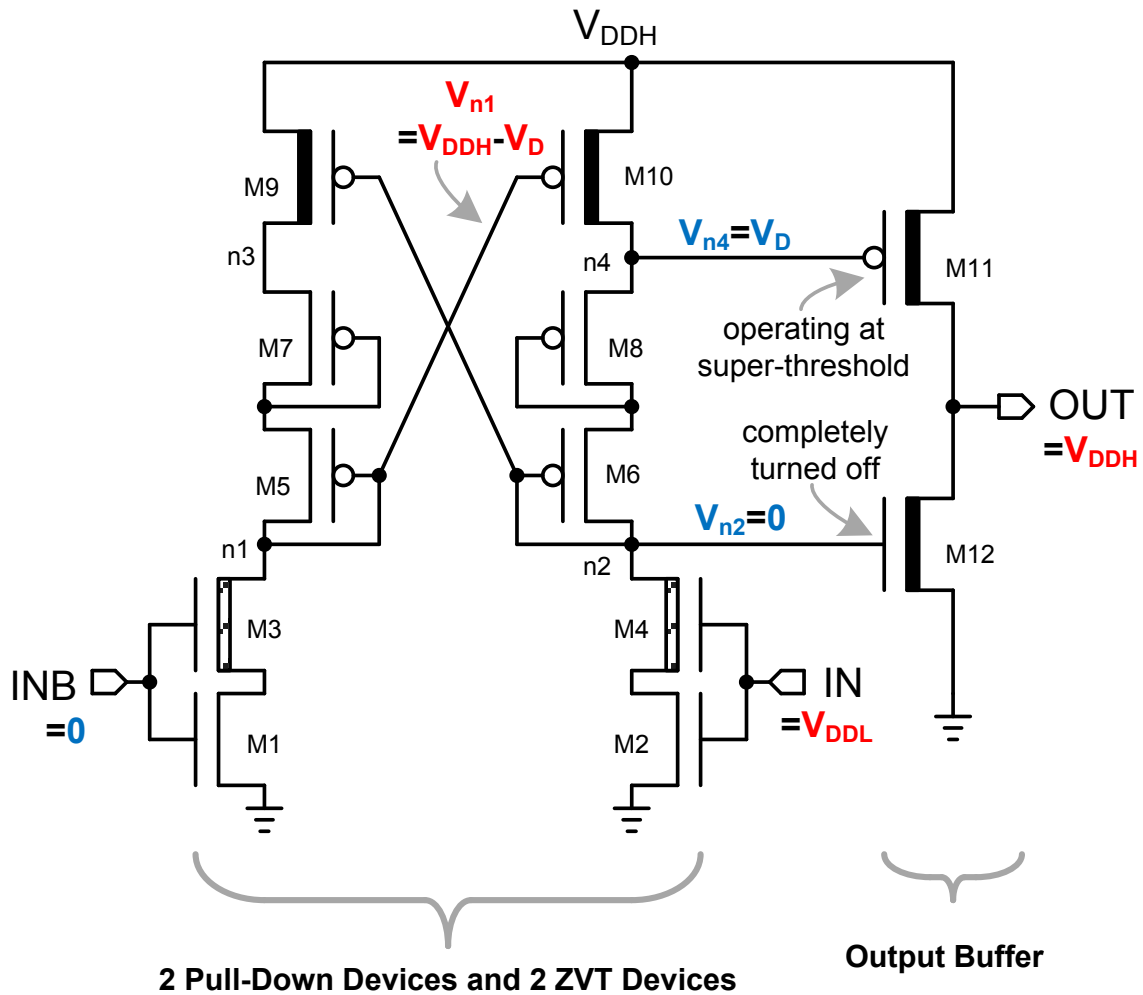 VDDH
Vn1
=VDDH-VD
M9
M10
n3
n4
Vn4=VD
M11
M7
M8
operating at
super-threshold
OUT
=VDDH
completely
turned off
M5
M6
Vn2=0
n1
n2
M12
M3
M4
INB
=0
IN
=VDDL
M1
M2
2 Pull-Down Devices and 2 ZVT Devices
Output Buffer